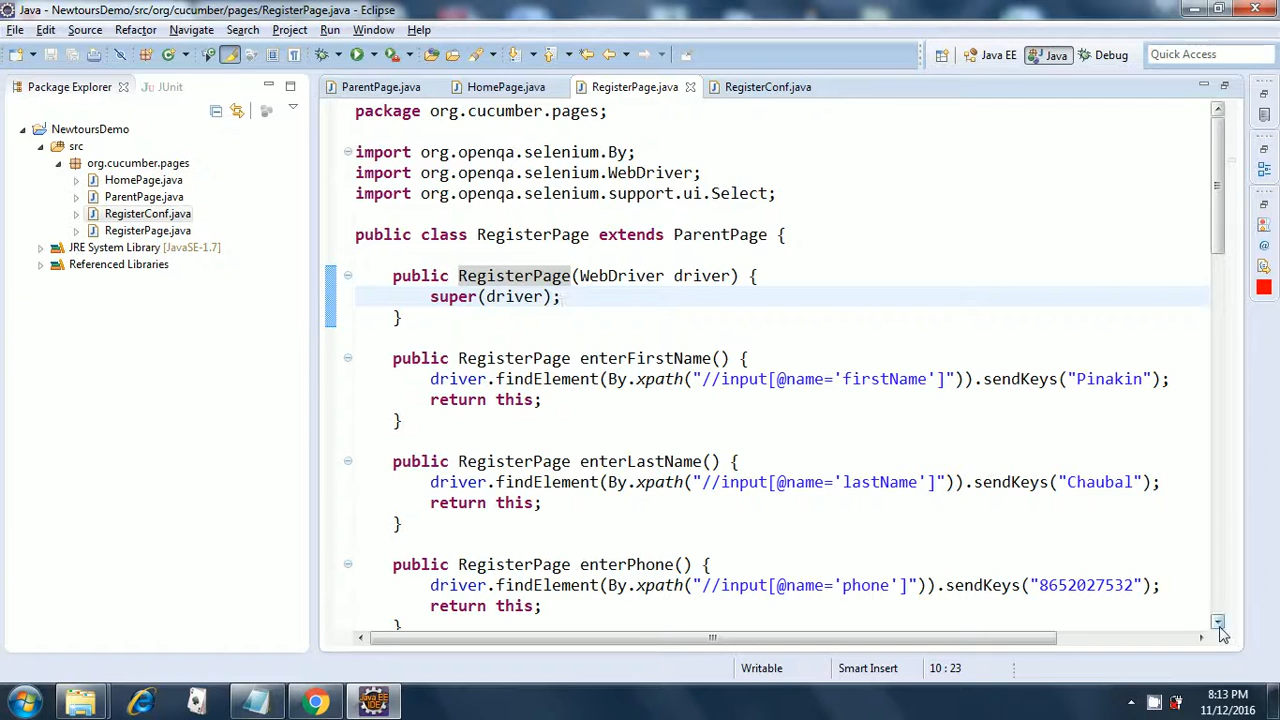 Java - NewtoursDemo/src/org/cucumber/pages/RegisterPage.java - Eclipse
File Edit Source Refactor Navigate Search Project Run Window Help
Java EE Java Debug Quick Access
Package Explorer JUnit
ParentPage.java HomePage.java RegisterPage.java RegisterConf.java
NewtoursDemo
src
org.cucumber.pages
HomePage.java
ParentPage.java
RegisterConf.java
RegisterPage.java
JRE System Library [JavaSE-1.7]
Referenced Libraries
package org.cucumber.pages;
import org.openqa.selenium.By;
import org.openqa.selenium.WebDriver;
import org.openqa.selenium.support.ui.Select;
public class RegisterPage extends ParentPage {
public RegisterPage(WebDriver driver) {
super(driver);
}
public RegisterPage enterFirstName() {
driver.findElement(By.xpath("//input[@name='firstName']")).sendKeys("Pinakin");
return this;
}
public RegisterPage enterLastName() {
driver.findElement(By.xpath("//input[@name='lastName']")).sendKeys("Chaubal");
return this;
}
public RegisterPage enterPhone() {
driver.findElement(By.xpath("//input[@name='phone']")).sendKeys("8652027532");
return this;
}
Writable Smart Insert 10 : 23
Java EE
IDE
8:13 PM
11/12/2016